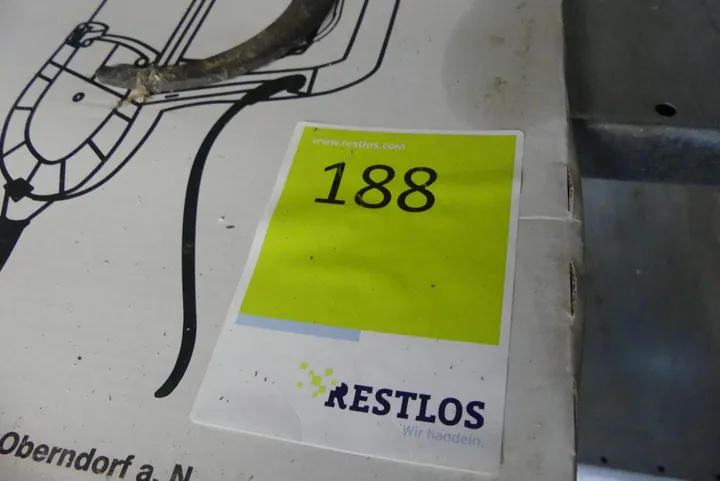 www.restlos.com
188
RESTLOS
Wir handeln.
Oberndorf a. N